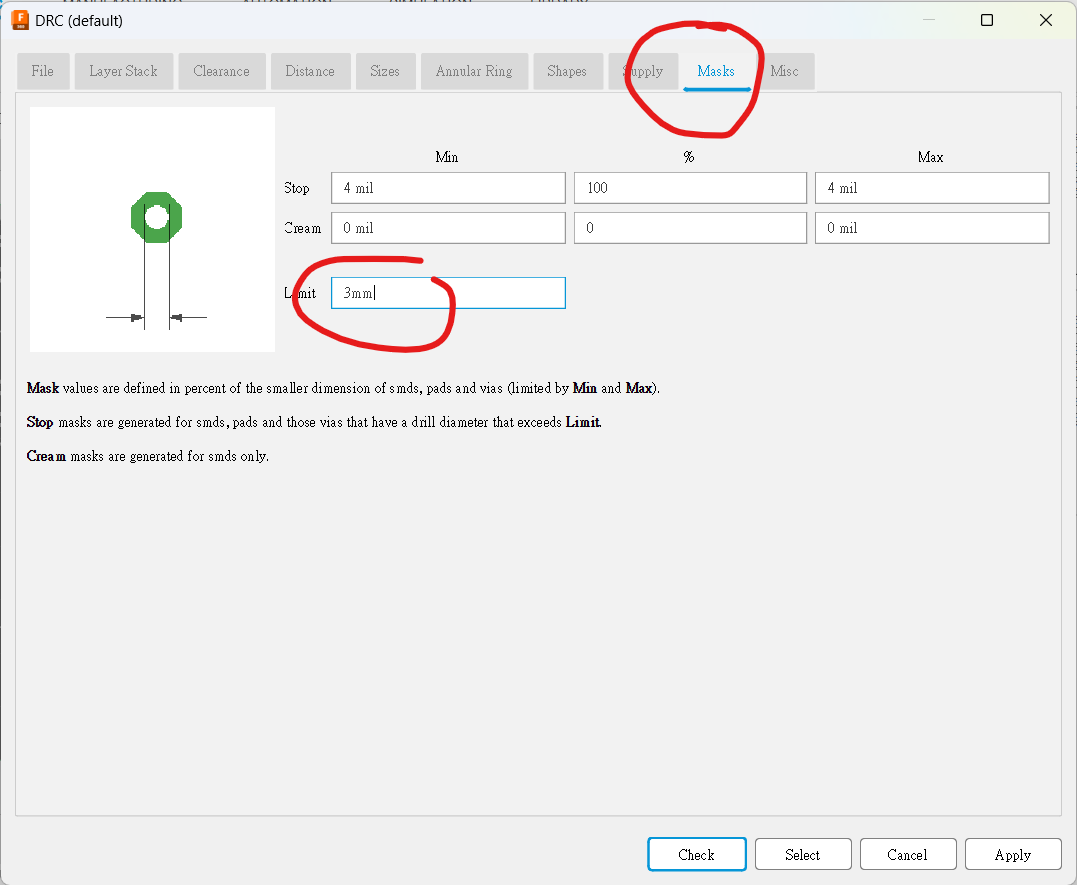 DRC (default)
File Layer Stack Clearance Distance Sizes Annular Ring Shapes Supply Masks Misc
Min % Max
Stop 4 mil 100 4 mil
Cream 0 mil 0 0 mil
Limit 3mm
Mask values are defined in percent of the smaller dimension of smds, pads and vias (limited by Min and Max).
Stop masks are generated for smds, pads and those vias that have a drill diameter that exceeds Limit.
Cream masks are generated for smds only.
Check Select Cancel Apply